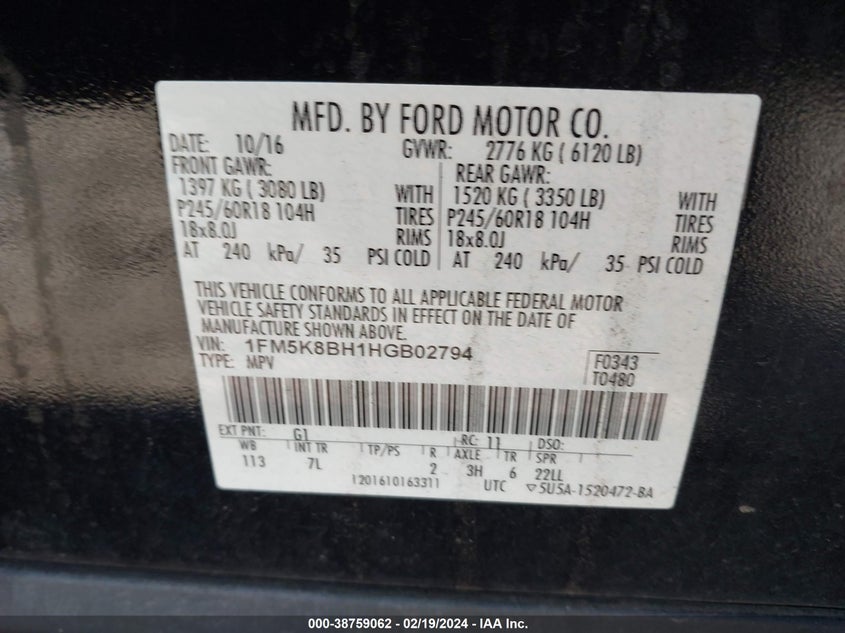 MFD. BY FORD MOTOR CO.
DATE: 10/16 GVWR: 2776 KG ( 6120 LB)
FRONT GAWR: REAR GAWR:
1397 KG ( 3080 LB) WITH 1520 KG ( 3350 LB) WITH
P245/60R18 104H TIRES P245/60R18 104H TIRES
18x8.0J RIMS 18x8.0J RIMS
AT 240 kPa/ 35 PSI COLD AT 240 kPa/ 35 PSI COLD
THIS VEHICLE CONFORMS TO ALL APPLICABLE FEDERAL MOTOR
VEHICLE SAFETY STANDARDS IN EFFECT ON THE DATE OF
MANUFACTURE SHOWN ABOVE.
VIN: 1FM5K8BH1HGB02794 F0343
TYPE: MPV T0480
EXT PNT: G1 RC: 11 DSO:
WB INT TR TP/PS R AXLE TR SPR
113 7L 2 3H 6 22LL
1201610163311 UTC ▽5U5A-1520472-BA
000-38759062 - 02/19/2024 - IAA Inc.